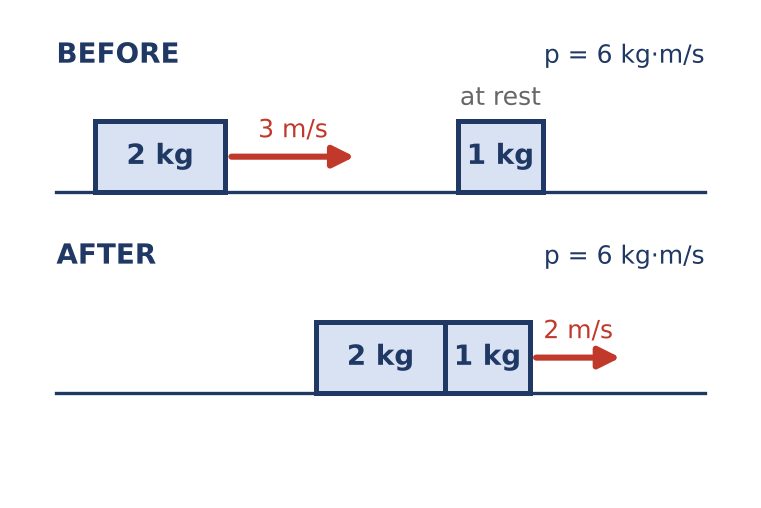 BEFORE
p = 6 kg·m/s
at rest
3 m/s
2 kg
1 kg
AFTER
p = 6 kg·m/s
2 m/s
2 kg
1 kg